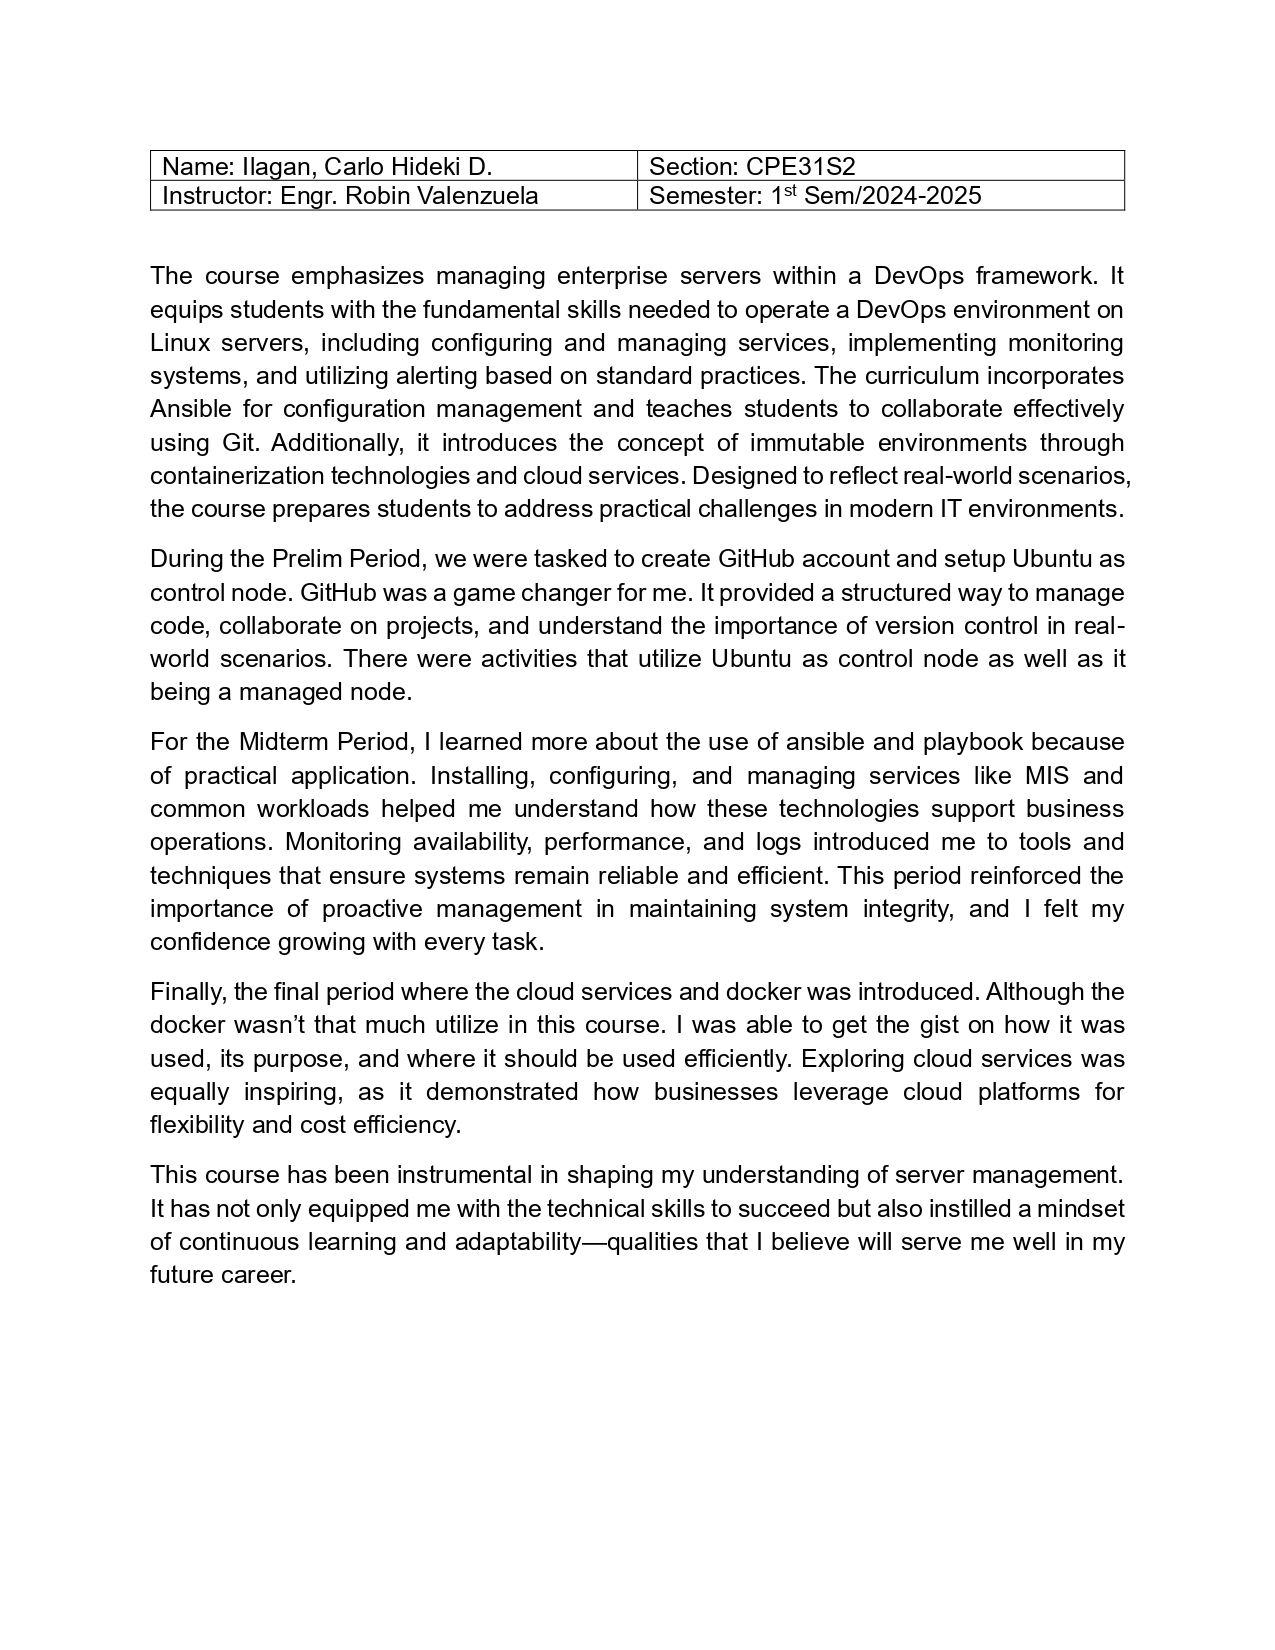 Name: Ilagan, Carlo Hideki D. Section: CPE31S2
Instructor: Engr. Robin Valenzuela Semester: 1st Sem/2024-2025
The course emphasizes managing enterprise servers within a DevOps framework. It
equips students with the fundamental skills needed to operate a DevOps environment on
Linux servers, including configuring and managing services, implementing monitoring
systems, and utilizing alerting based on standard practices. The curriculum incorporates
Ansible for configuration management and teaches students to collaborate effectively
using Git. Additionally, it introduces the concept of immutable environments through
containerization technologies and cloud services. Designed to reflect real-world scenarios,
the course prepares students to address practical challenges in modern IT environments.
During the Prelim Period, we were tasked to create GitHub account and setup Ubuntu as
control node. GitHub was a game changer for me. It provided a structured way to manage
code, collaborate on projects, and understand the importance of version control in real-
world scenarios. There were activities that utilize Ubuntu as control node as well as it
being a managed node.
For the Midterm Period, I learned more about the use of ansible and playbook because
of practical application. Installing, configuring, and managing services like MIS and
common workloads helped me understand how these technologies support business
operations. Monitoring availability, performance, and logs introduced me to tools and
techniques that ensure systems remain reliable and efficient. This period reinforced the
importance of proactive management in maintaining system integrity, and I felt my
confidence growing with every task.
Finally, the final period where the cloud services and docker was introduced. Although the
docker wasn’t that much utilize in this course. I was able to get the gist on how it was
used, its purpose, and where it should be used efficiently. Exploring cloud services was
equally inspiring, as it demonstrated how businesses leverage cloud platforms for
flexibility and cost efficiency.
This course has been instrumental in shaping my understanding of server management.
It has not only equipped me with the technical skills to succeed but also instilled a mindset
of continuous learning and adaptability—qualities that I believe will serve me well in my
future career.